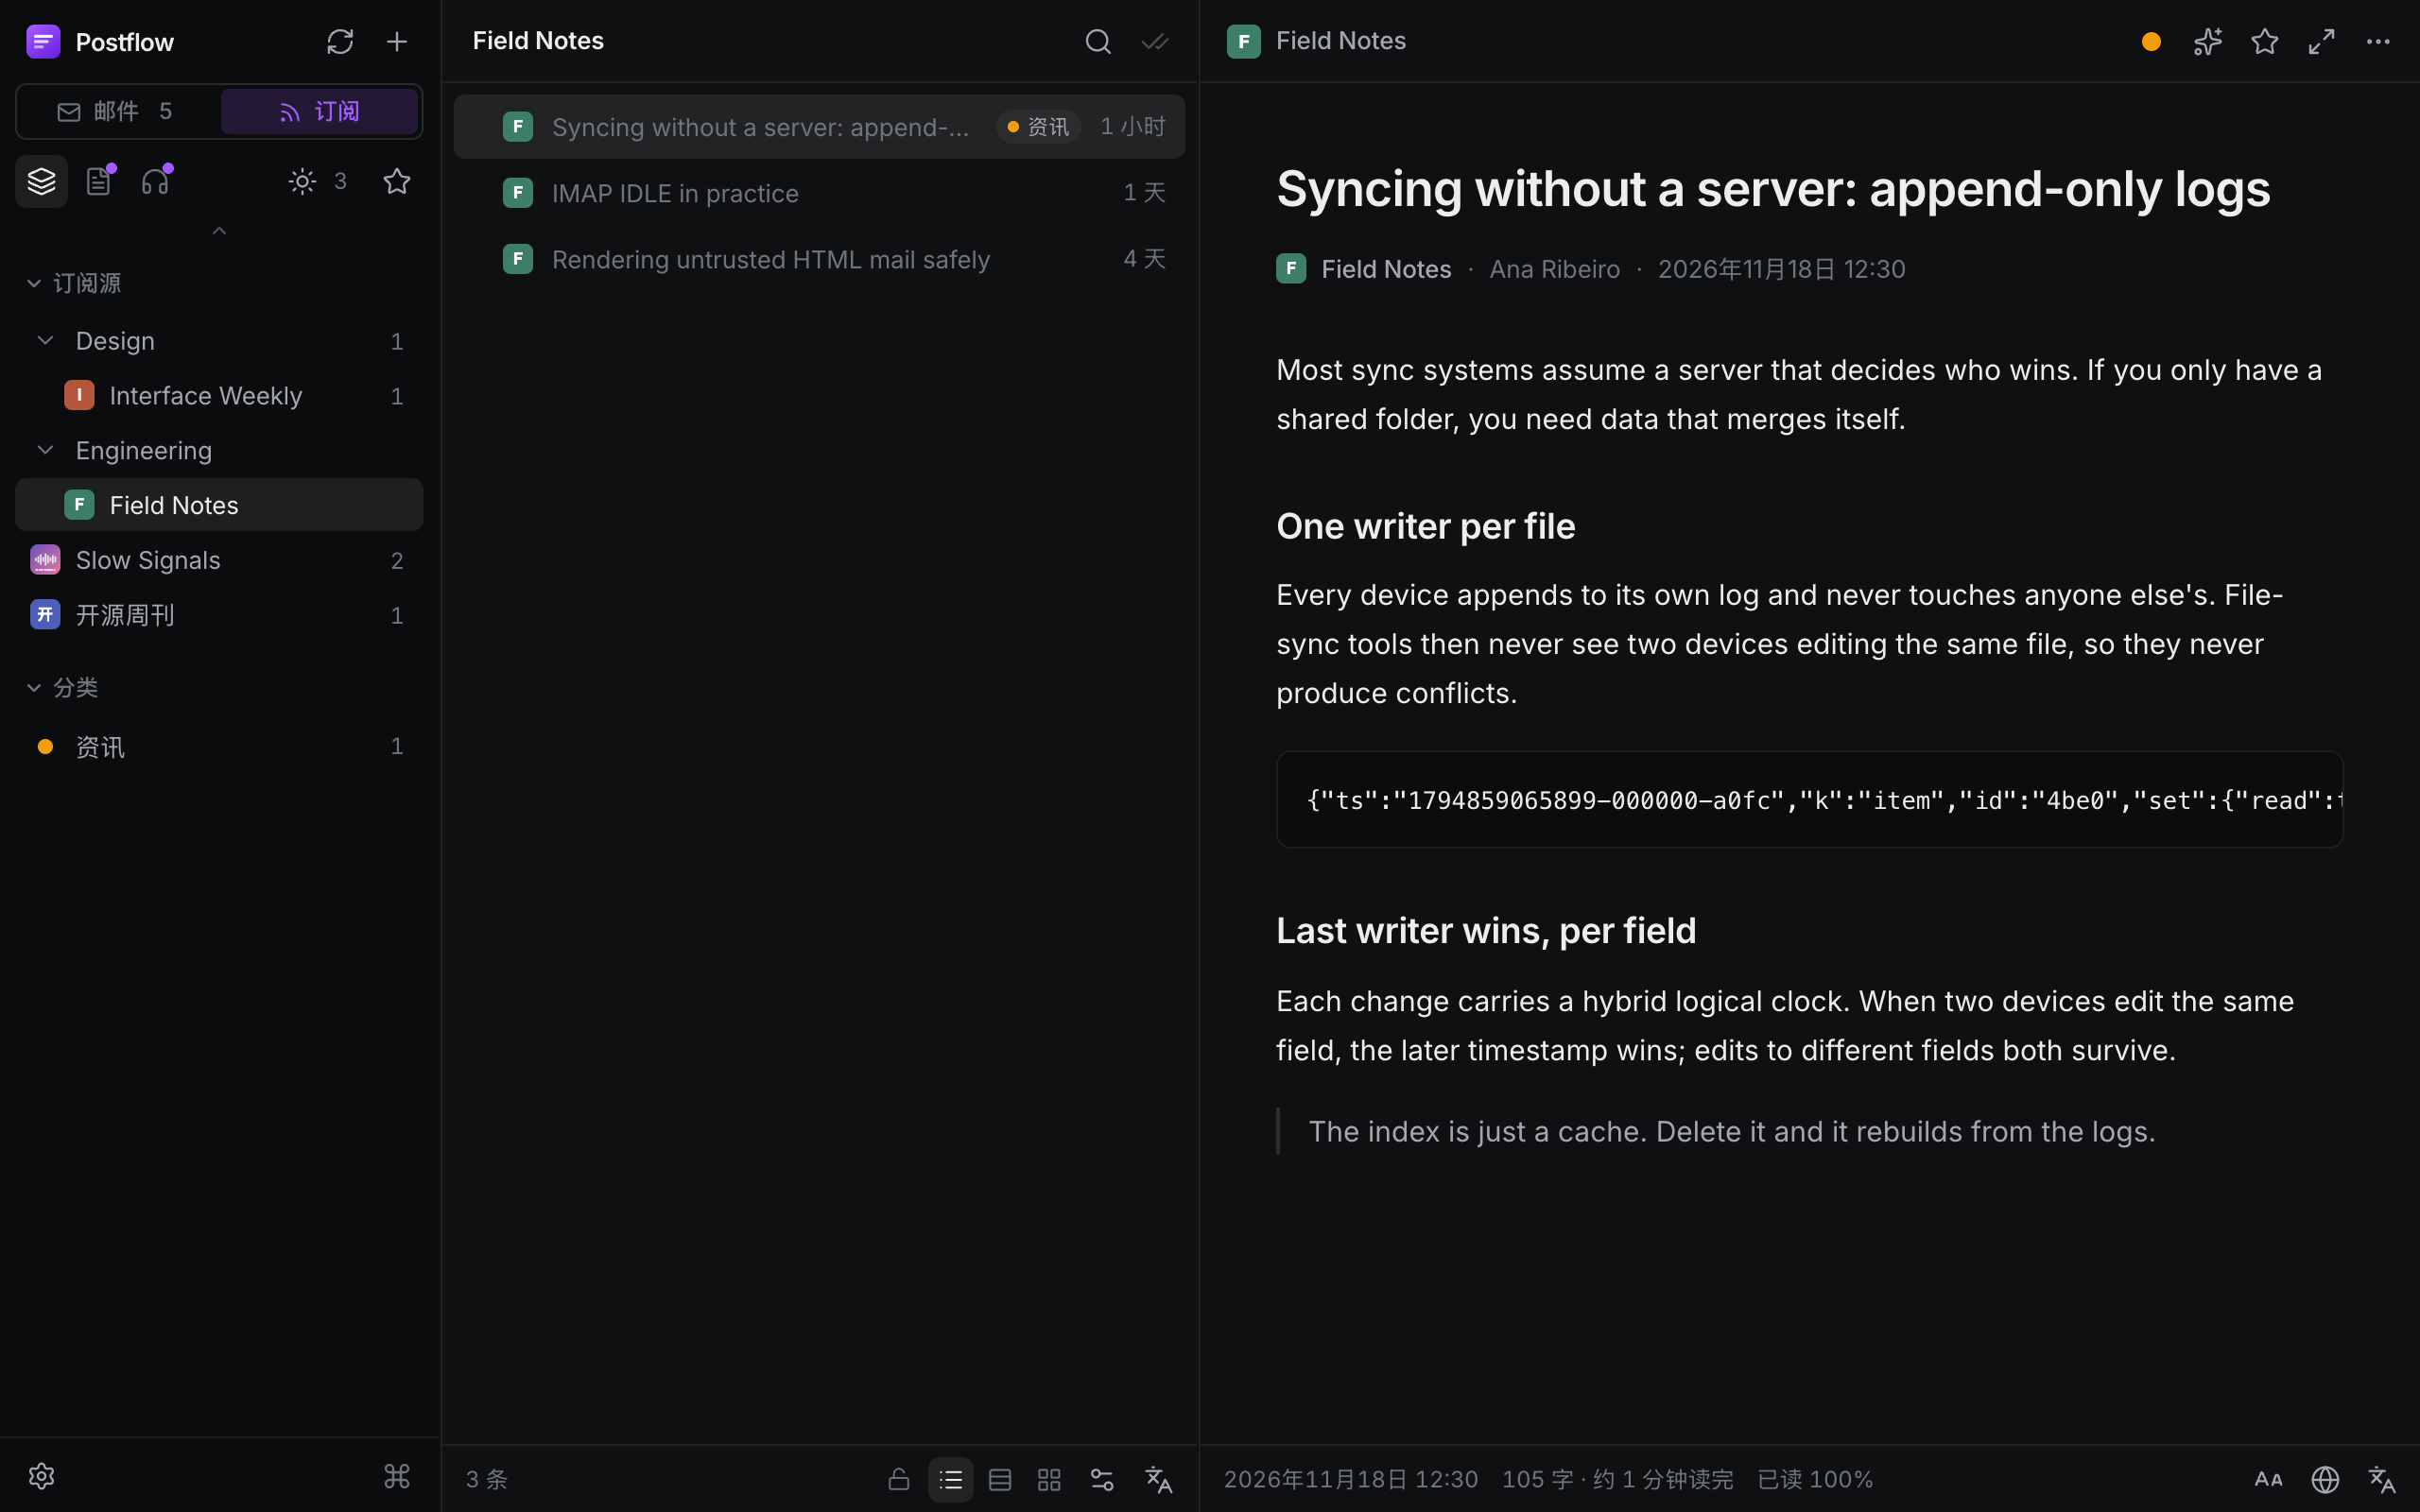 Postflow
邮件 5
订阅
3
订阅源
Design 1
I Interface Weekly 1
Engineering
F Field Notes
Slow Signals 2
开 开源周刊 1
分类
资讯 1
Field Notes
F Syncing without a server: append-... 资讯 1 小时
F IMAP IDLE in practice 1 天
F Rendering untrusted HTML mail safely 4 天
3 条
F Field Notes
Syncing without a server: append-only logs
F Field Notes · Ana Ribeiro · 2026年11月18日 12:30
Most sync systems assume a server that decides who wins. If you only have a
shared folder, you need data that merges itself.
One writer per file
Every device appends to its own log and never touches anyone else's. File-
sync tools then never see two devices editing the same file, so they never
produce conflicts.
{"ts":"1794859065899-000000-a0fc","k":"item","id":"4be0","set":{"read":t
Last writer wins, per field
Each change carries a hybrid logical clock. When two devices edit the same
field, the later timestamp wins; edits to different fields both survive.
The index is just a cache. Delete it and it rebuilds from the logs.
2026年11月18日 12:30 105 字 · 约 1 分钟读完 已读 100%